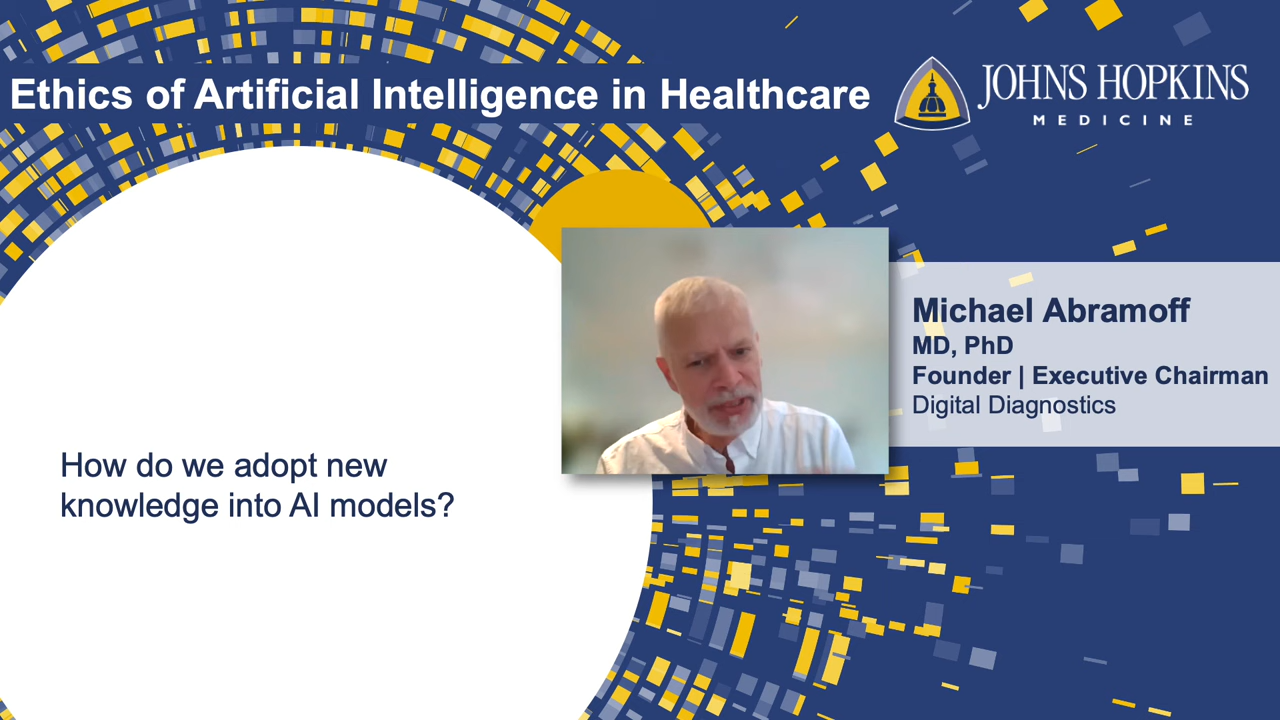 Ethics of Artificial Intelligence in Healthcare
JOHNS HOPKINS
MEDICINE
Michael Abramoff
MD, PhD
Founder | Executive Chairman
Digital Diagnostics
How do we adopt new
knowledge into AI models?